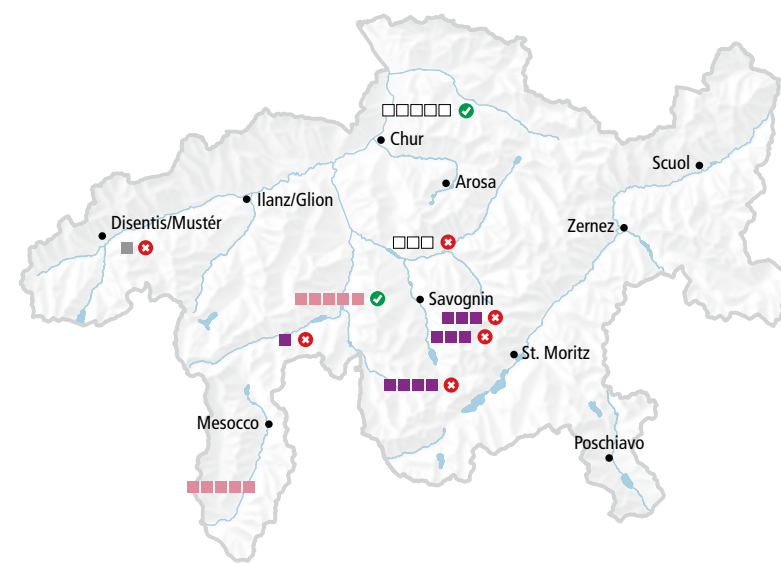 Chur
Scuol
Arosa
Ilanz/Glion
Disentis/Mustér
Zernez
Savognin
St. Moritz
Mesocco
Poschiavo